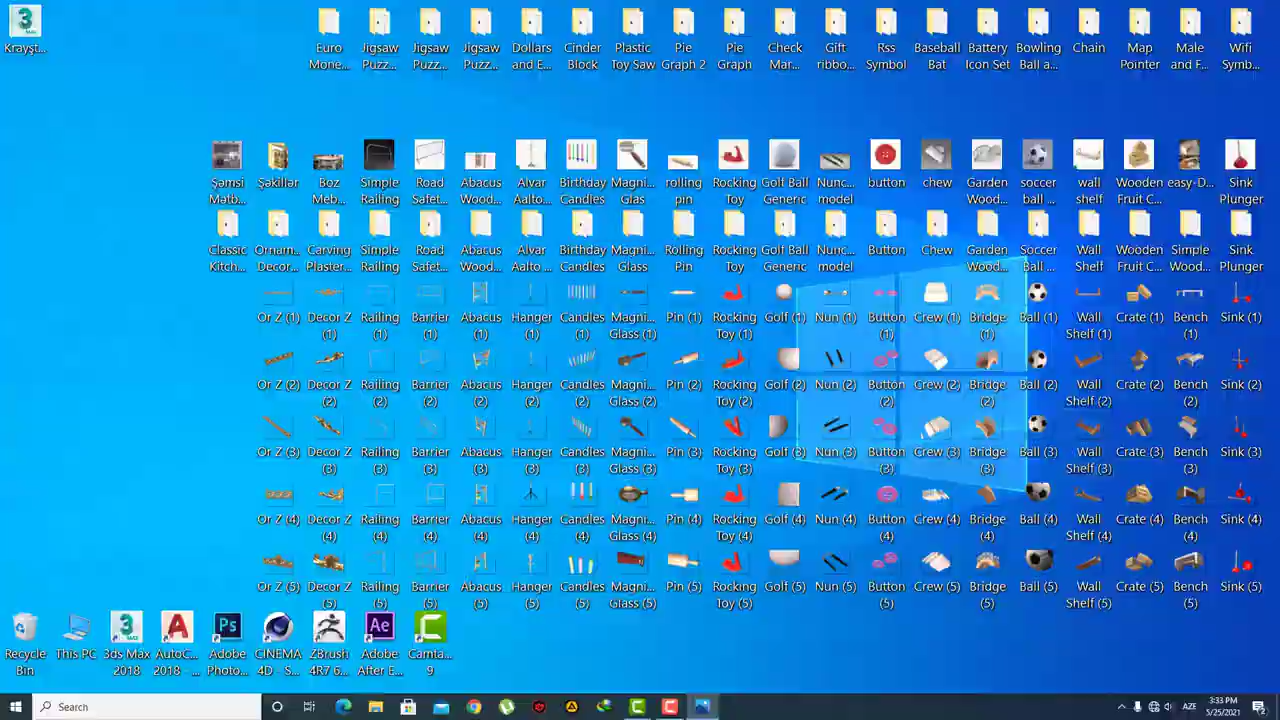 Krayşt...
Euro Mone...
Jigsaw Puzz...
Jigsaw Puzz...
Jigsaw Puzz...
Dollars and E...
Cinder Block
Plastic Toy Saw
Pie Graph 2
Pie Graph
Check Mar...
Gift ribbo...
Rss Symbol
Baseball Bat
Battery Icon Set
Bowling Ball a...
Chain
Map Pointer
Male and F...
Wifi Symb...
Şəmsi Mətb...
Şəkillər
Boz Meb...
Simple Railing
Road Safet...
Abacus Wood...
Alvar Aalto...
Birthday Candles
Magni... Glas
rolling pin
Rocking Toy
Golf Ball Generic
Nunc... model
button
chew
Garden Wood...
soccer ball ...
wall shelf
Wooden Fruit C...
easy-D...
Sink Plunger
Classic Kitch...
Ornam... Decor...
Carving Plaster...
Simple Railing
Road Safet...
Abacus Wood...
Alvar Aalto ...
Birthday Candles
Magni... Glass
Rolling Pin
Rocking Toy
Golf Ball Generic
Nunc... model
Button
Chew
Garden Wood...
Soccer Ball ...
Wall Shelf
Wooden Fruit C...
Simple Wood...
Sink Plunger
Or Z (1)
Decor Z (1)
Railing (1)
Barrier (1)
Abacus (1)
Hanger (1)
Candles (1)
Magni... Glass (1)
Pin (1)
Rocking Toy (1)
Golf (1)
Nun (1)
Button (1)
Crew (1)
Bridge (1)
Ball (1)
Wall Shelf (1)
Crate (1)
Bench (1)
Sink (1)
Or Z (2)
Decor Z (2)
Railing (2)
Barrier (2)
Abacus (2)
Hanger (2)
Candles (2)
Magni... Glass (2)
Pin (2)
Rocking Toy (2)
Golf (2)
Nun (2)
Button (2)
Crew (2)
Bridge (2)
Ball (2)
Wall Shelf (2)
Crate (2)
Bench (2)
Sink (2)
Or Z (3)
Decor Z (3)
Railing (3)
Barrier (3)
Abacus (3)
Hanger (3)
Candles (3)
Magni... Glass (3)
Pin (3)
Rocking Toy (3)
Golf (3)
Nun (3)
Button (3)
Crew (3)
Bridge (3)
Ball (3)
Wall Shelf (3)
Crate (3)
Bench (3)
Sink (3)
Or Z (4)
Decor Z (4)
Railing (4)
Barrier (4)
Abacus (4)
Hanger (4)
Candles (4)
Magni... Glass (4)
Pin (4)
Rocking Toy (4)
Golf (4)
Nun (4)
Button (4)
Crew (4)
Bridge (4)
Ball (4)
Wall Shelf (4)
Crate (4)
Bench (4)
Sink (4)
Or Z (5)
Decor Z (5)
Railing (5)
Barrier (5)
Abacus (5)
Hanger (5)
Candles (5)
Magni... Glass (5)
Pin (5)
Rocking Toy (5)
Golf (5)
Nun (5)
Button (5)
Crew (5)
Bridge (5)
Ball (5)
Wall Shelf (5)
Crate (5)
Bench (5)
Sink (5)
Recycle Bin
This PC
3ds Max 2018
AutoC... 2018 - ...
Adobe Photo...
CINEMA 4D - S...
ZBrush 4R7 6...
Adobe After E...
Camta... 9
Search
AZE
3:33 PM
5/25/2021